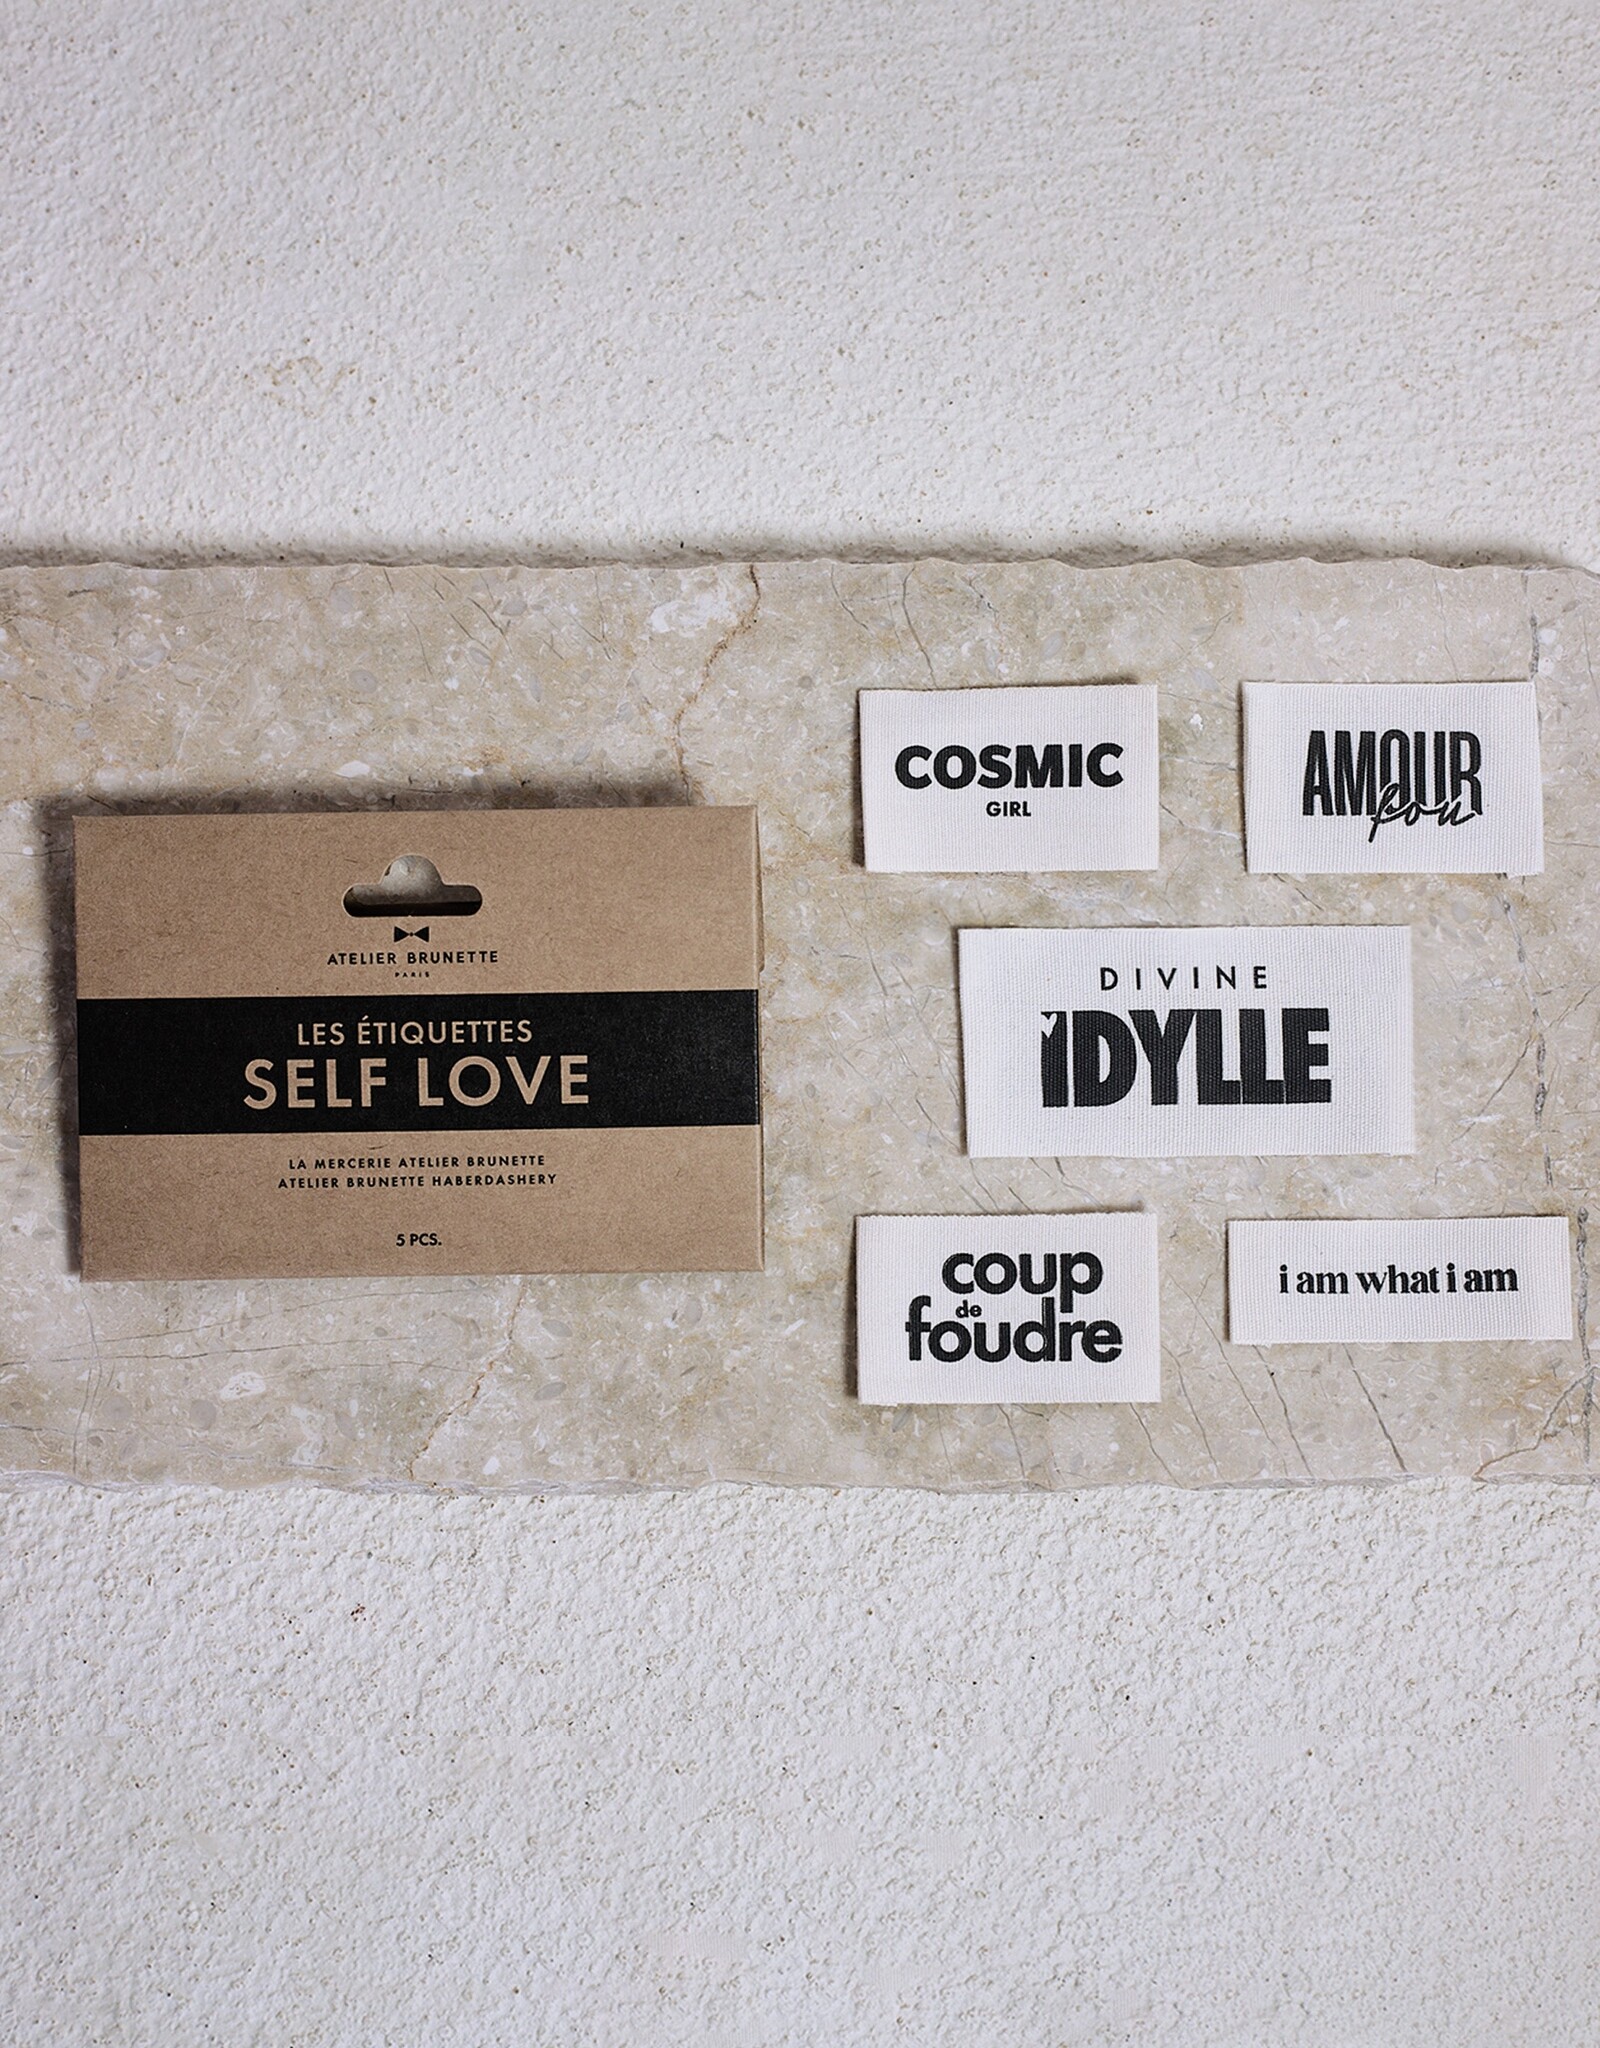 ATELIER BRUNETTE
PARIS
LES ÉTIQUETTES
SELF LOVE
LA MERCERIE ATELIER BRUNETTE
ATELIER BRUNETTE HABERDASHERY
5 PCS.
COSMIC
GIRL
AMOUR
fou
DIVINE
IDYLLE
coup
de
foudre
i am what i am